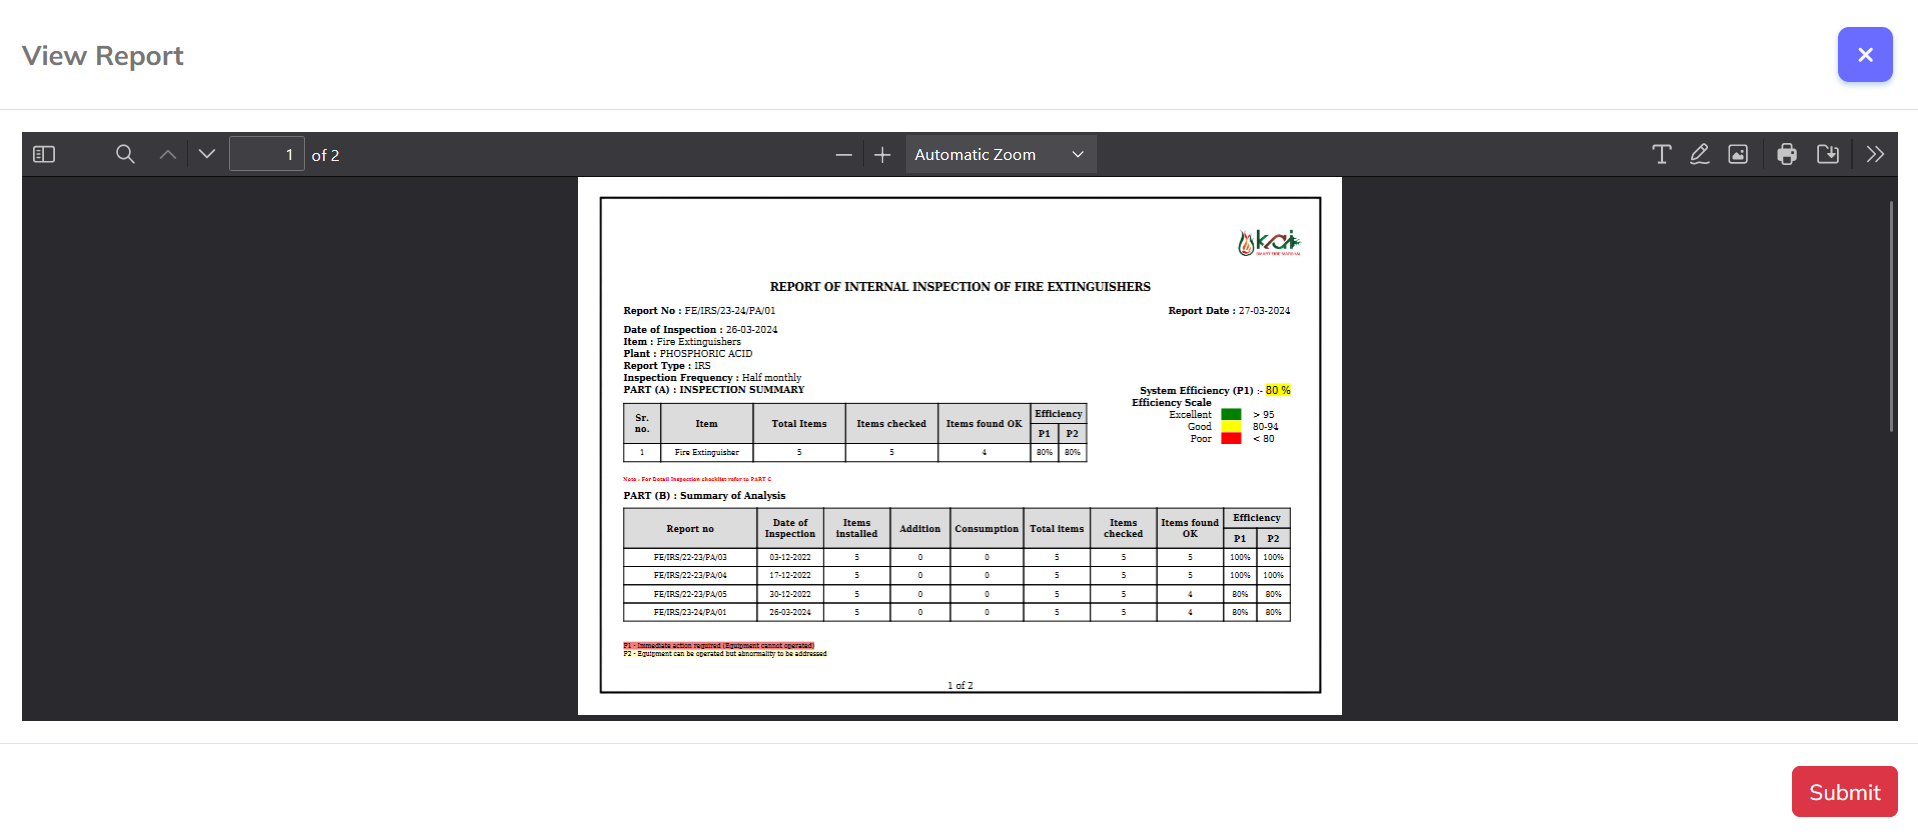 View Report
1 of 2
Automatic Zoom
kai
SMART FIRE MARSHAL
REPORT OF INTERNAL INSPECTION OF FIRE EXTINGUISHERS
Report No : FE/IRS/23-24/PA/01
Report Date : 27-03-2024
Date of Inspection : 26-03-2024
Item : Fire Extinguishers
Plant : PHOSPHORIC ACID
Report Type : IRS
Inspection Frequency : Half monthly
PART (A) : INSPECTION SUMMARY
System Efficiency (P1) :- 80 %
Efficiency Scale
Excellent > 95
Good 80-94
Poor < 80
Sr. no. Item Total Items Items checked Items found OK Efficiency P1 P2
1 Fire Extinguisher 5 5 4 80% 80%
Note : For Detail Inspection checklist refer to PART C
PART (B) : Summary of Analysis
Report no Date of Inspection Items installed Addition Consumption Total items Items checked Items found OK Efficiency P1 P2
FE/IRS/22-23/PA/03 03-12-2022 5 0 0 5 5 5 100% 100%
FE/IRS/22-23/PA/04 17-12-2022 5 0 0 5 5 5 100% 100%
FE/IRS/22-23/PA/05 30-12-2022 5 0 0 5 5 4 80% 80%
FE/IRS/23-24/PA/01 26-03-2024 5 0 0 5 5 4 80% 80%
P1 - Immediate action required (Equipment cannot operated)
P2 - Equipment can be operated but abnormality to be addressed
1 of 2
Submit